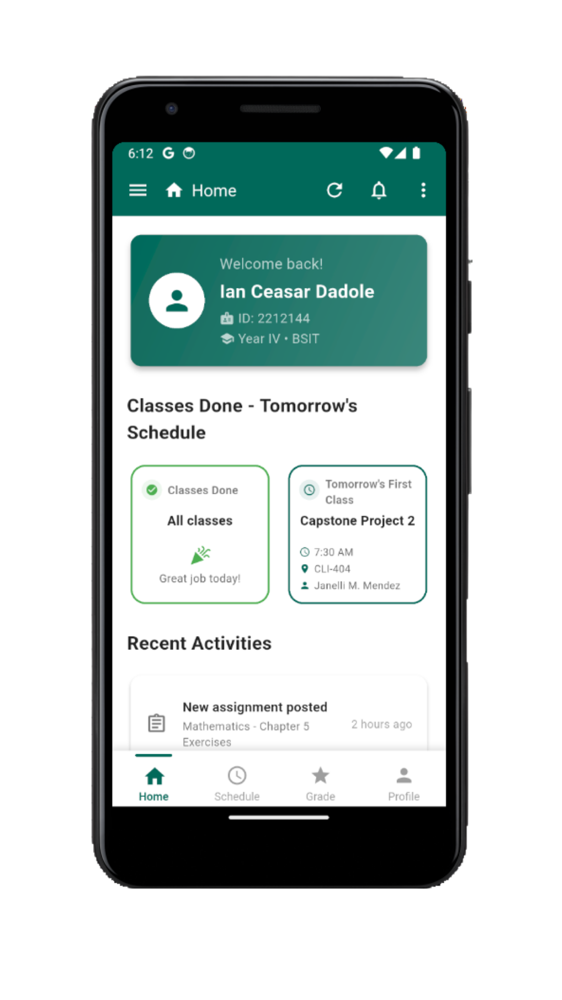 6:12
Home
Welcome back!
Ian Ceasar Dadole
ID: 2212144
Year IV • BSIT
Classes Done - Tomorrow's
Schedule
Classes Done
All classes
Great job today!
Tomorrow's First
Class
Capstone Project 2
7:30 AM
CLI-404
Janelli M. Mendez
Recent Activities
New assignment posted
Mathematics - Chapter 5
Exercises
2 hours ago
Home
Schedule
Grade
Profile